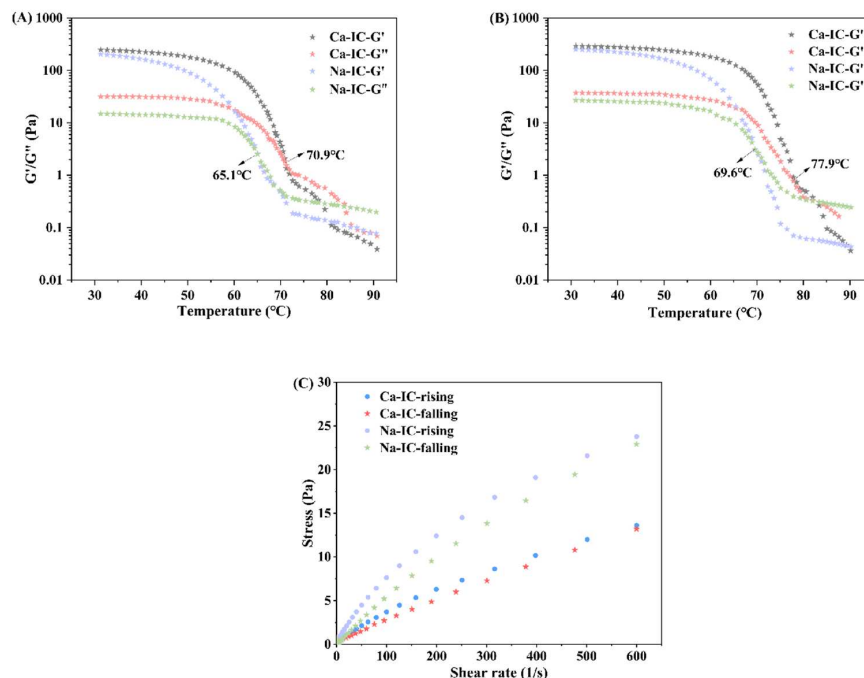 (A)
G'/G" (Pa)
1000
100
10
1
0.1
0.01
Ca-IC-G'
Ca-IC-G"
Na-IC-G'
Na-IC-G"
65.1℃
70.9℃
30 40 50 60 70 80 90
Temperature (℃)
(B)
G'/G" (Pa)
1000
100
10
1
0.1
0.01
Ca-IC-G'
Ca-IC-G'
Na-IC-G'
Na-IC-G'
69.6℃
77.9℃
30 40 50 60 70 80 90
Temperature (℃)
(C)
Stress (Pa)
30
25
20
15
10
5
0
Ca-IC-rising
Ca-IC-falling
Na-IC-rising
Na-IC-falling
0 100 200 300 400 500 600
Shear rate (1/s)